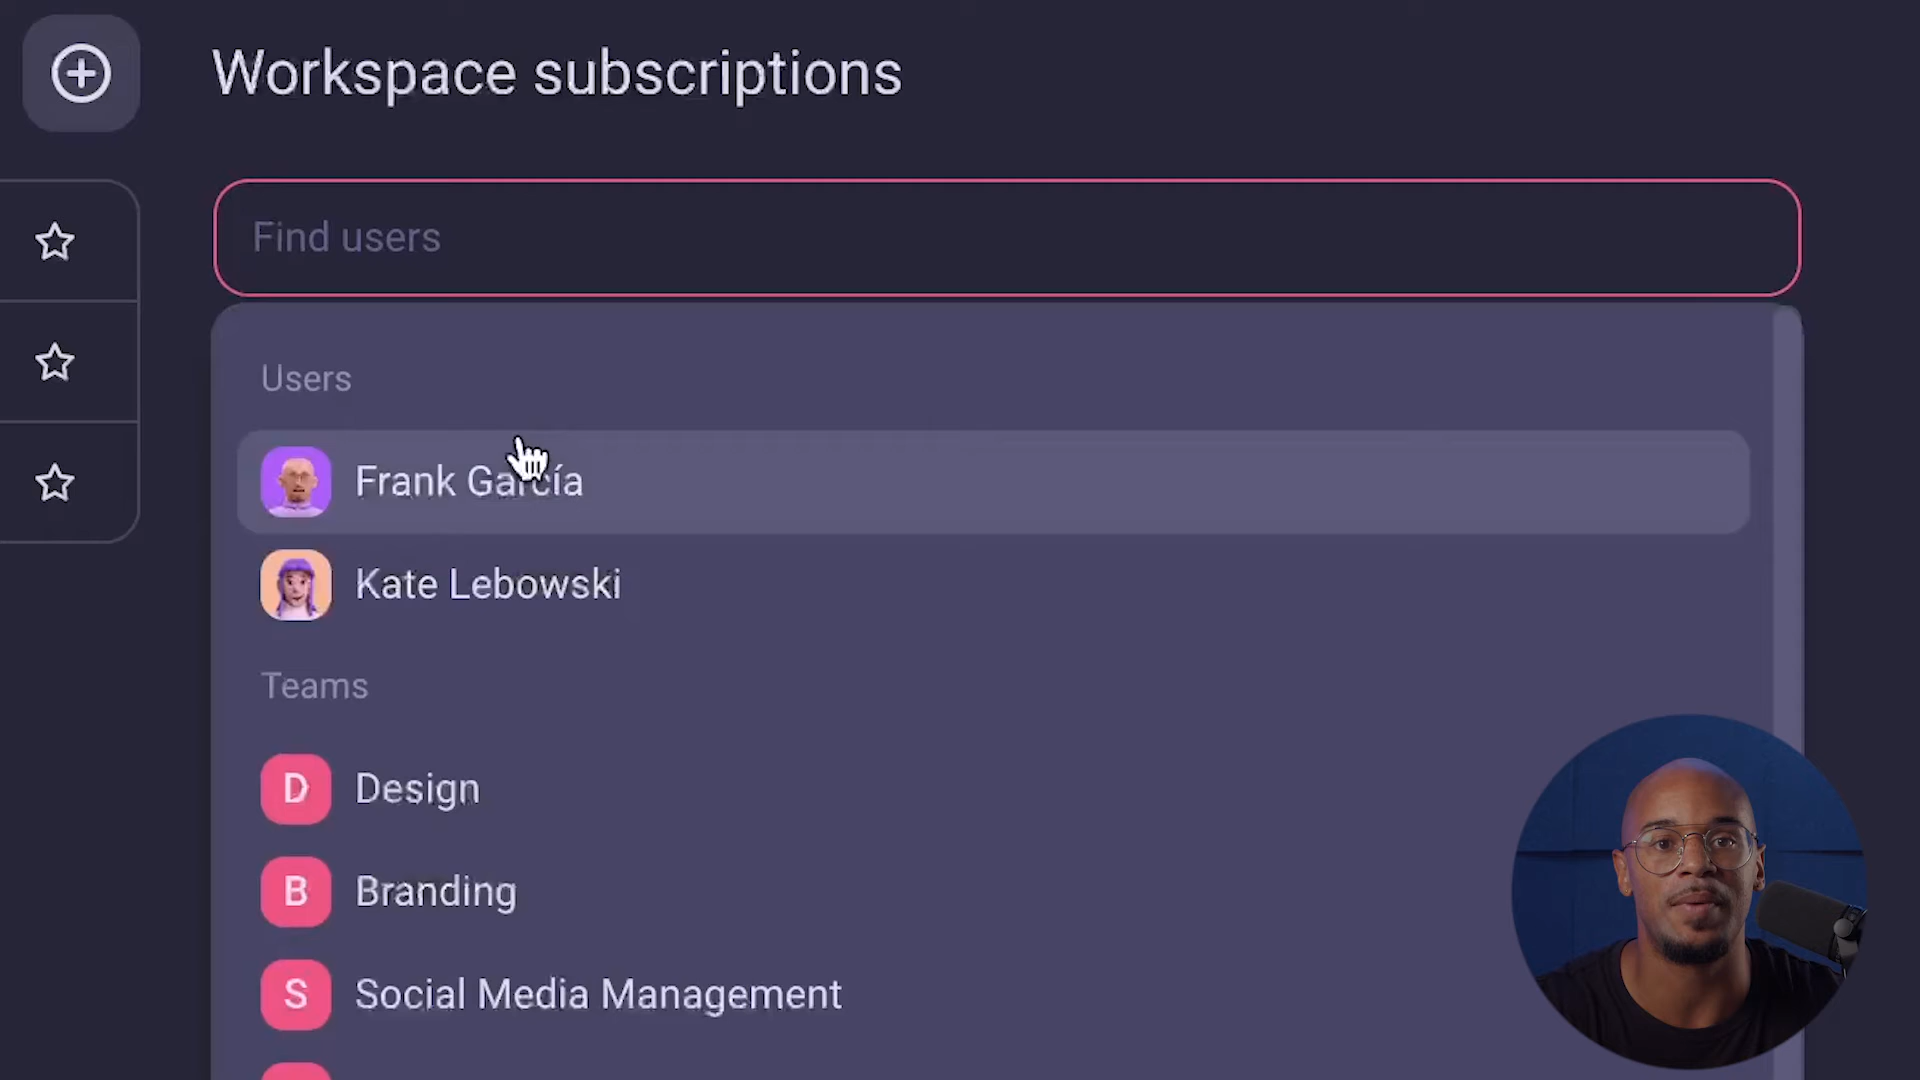 Workspace subscriptions
Find users
Users
Frank García
Kate Lebowski
Teams
D Design
B Branding
S Social Media Management